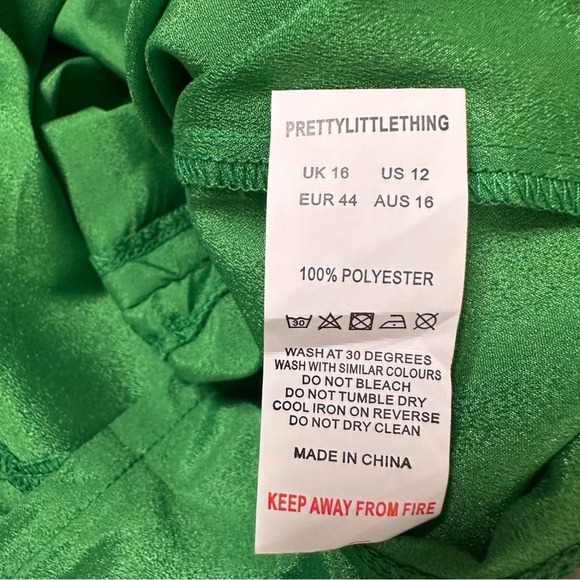 PRETTYLITTLETHING
UK 16 US 12
EUR 44 AUS 16
100% POLYESTER
30
WASH AT 30 DEGREES
WASH WITH SIMILAR COLOURS
DO NOT BLEACH
DO NOT TUMBLE DRY
COOL IRON ON REVERSE
DO NOT DRY CLEAN
MADE IN CHINA
KEEP AWAY FROM FIRE